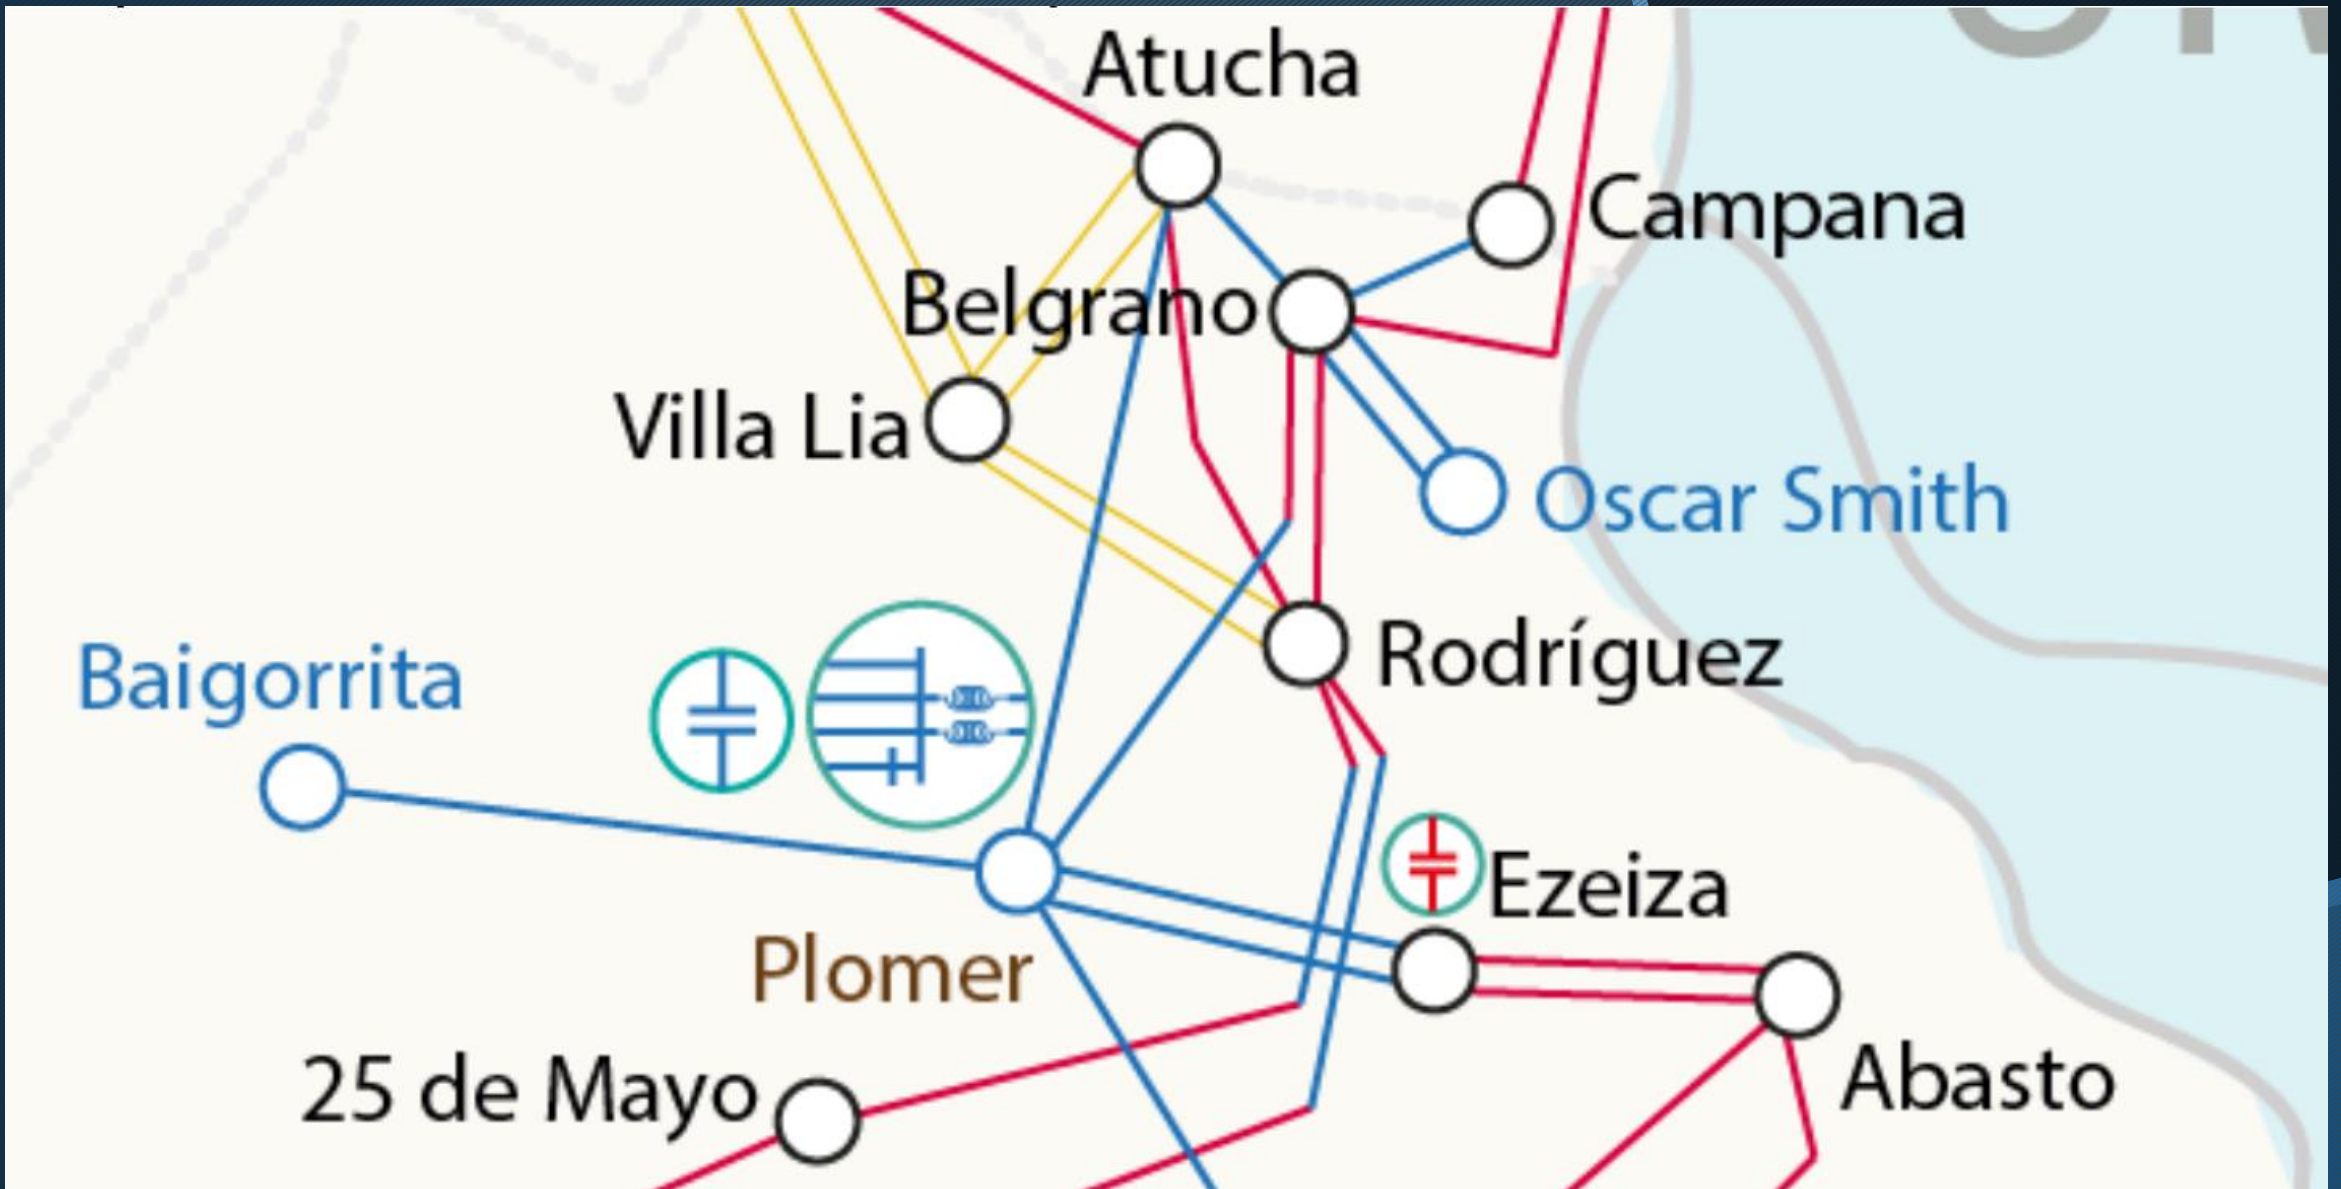 Atucha
Campana
Belgrano
Villa Lia
Oscar Smith
Rodríguez
Baigorrita
Ezeiza
Plomer
25 de Mayo
Abasto